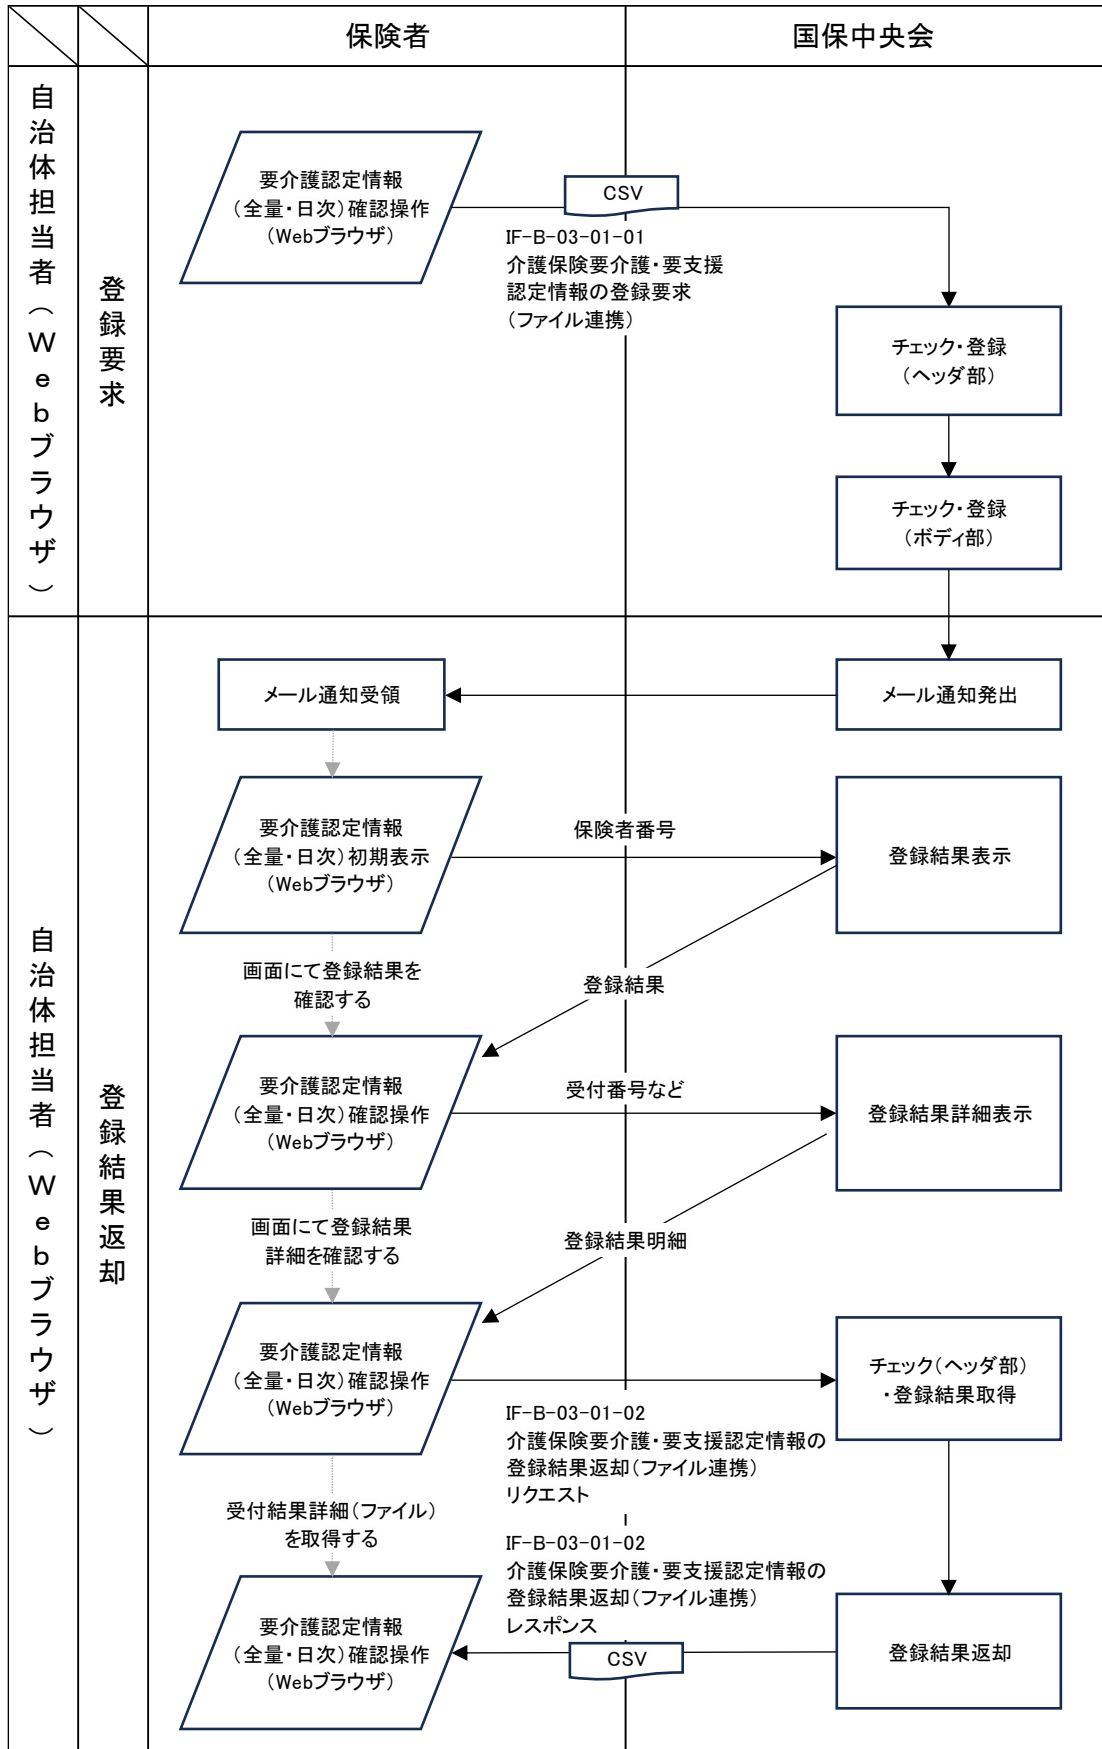 保険者
国保中央会
自治体担当者（Webブラウザ）
登録要求
要介護認定情報
（全量・日次）確認操作
（Webブラウザ）
CSV
IF-B-03-01-01
介護保険要介護・要支援
認定情報の登録要求
（ファイル連携）
チェック・登録
（ヘッダ部）
チェック・登録
（ボディ部）
自治体担当者（Webブラウザ）
登録結果返却
メール通知受領
メール通知発出
要介護認定情報
（全量・日次）初期表示
（Webブラウザ）
保険者番号
登録結果表示
画面にて登録結果を
確認する
登録結果
要介護認定情報
（全量・日次）確認操作
（Webブラウザ）
受付番号など
登録結果詳細表示
画面にて登録結果
詳細を確認する
登録結果明細
要介護認定情報
（全量・日次）確認操作
（Webブラウザ）
チェック（ヘッダ部）
・登録結果取得
IF-B-03-01-02
介護保険要介護・要支援認定情報の
登録結果返却（ファイル連携）
リクエスト
受付結果詳細（ファイル）
を取得する
IF-B-03-01-02
介護保険要介護・要支援認定情報の
登録結果返却（ファイル連携）
レスポンス
要介護認定情報
（全量・日次）確認操作
（Webブラウザ）
CSV
登録結果返却